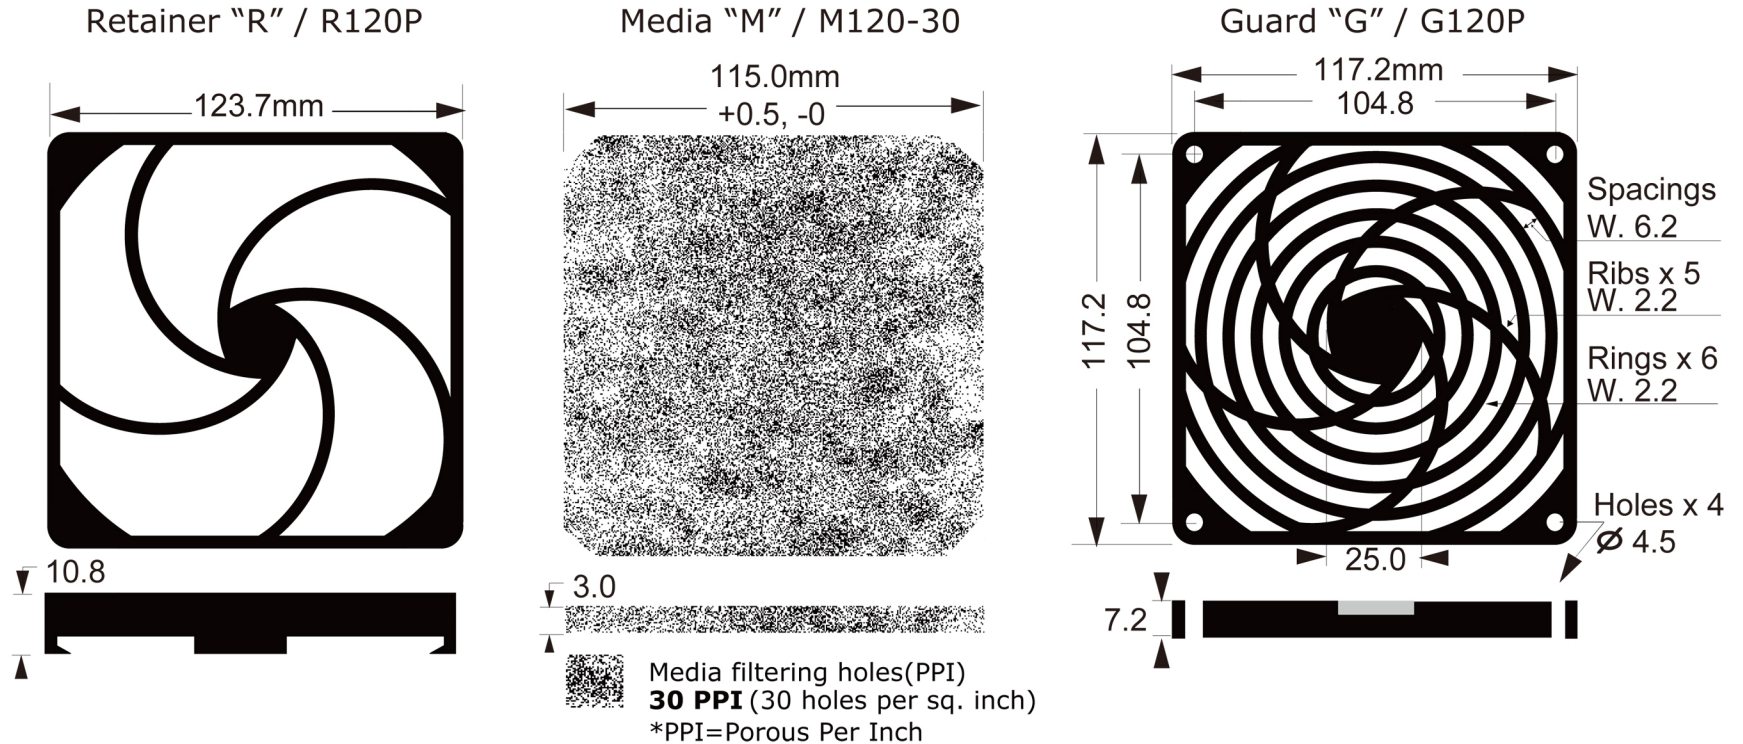 Retainer “R” / R120P
123.7mm
10.8
Media “M” / M120-30
115.0mm
+0.5, -0
3.0
Media filtering holes(PPI)
30 PPI (30 holes per sq. inch)
*PPI=Porous Per Inch
Guard “G” / G120P
117.2mm
104.8
117.2
104.8
Spacings
W. 6.2
Ribs x 5
W. 2.2
Rings x 6
W. 2.2
Holes x 4
Ø 4.5
25.0
7.2